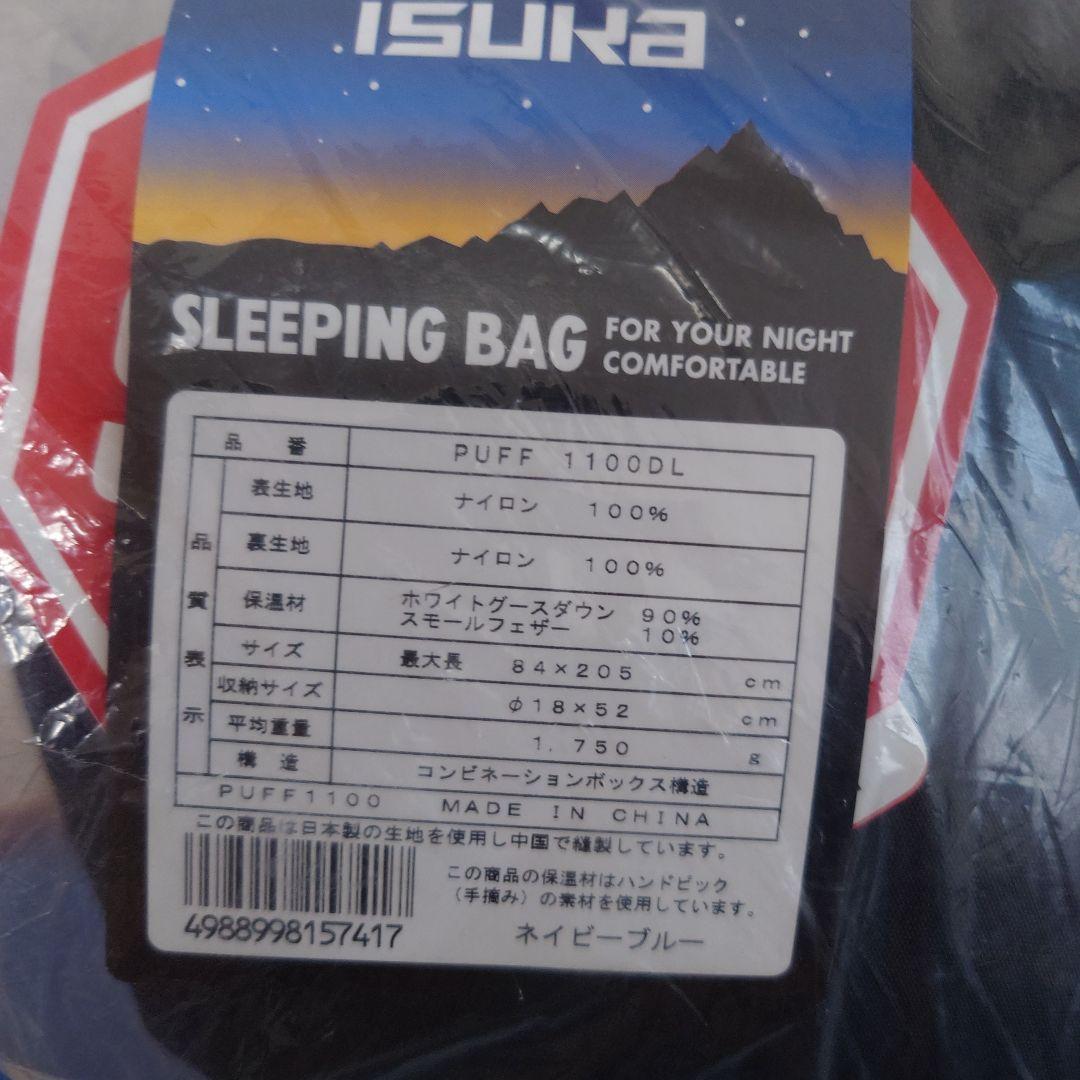 ISUKA
SLEEPING BAG FOR YOUR NIGHT COMFORTABLE
品番 PUFF 1100DL
品質表示
表生地 ナイロン 100%
裏生地 ナイロン 100%
保温材 ホワイトグースダウン 90%
スモールフェザー 10%
サイズ 最大長 84×205 cm
収納サイズ φ18×52 cm
平均重量 1.750 g
構造 コンビネーションボックス構造
PUFF1100 MADE IN CHINA
この商品は日本製の生地を使用し中国で縫製しています。
この商品の保温材はハンドピック
(手摘み)の素材を使用しています。
4988998157417
ネイビーブルー